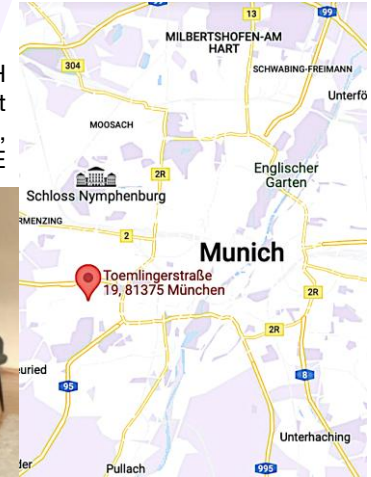 H
t
,
E
13
99
MILBERTSHOFEN-AM
HART
304
SCHWABING-FREIMANN
Unterfö
MOOSACH
2R
Englischer
Garten
Schloss Nymphenburg
RMENZING
2
Munich
Toemlingerstraße
19, 81375 München
2R
2R
euried
95
8
Unterhaching
ler
Pullach
995